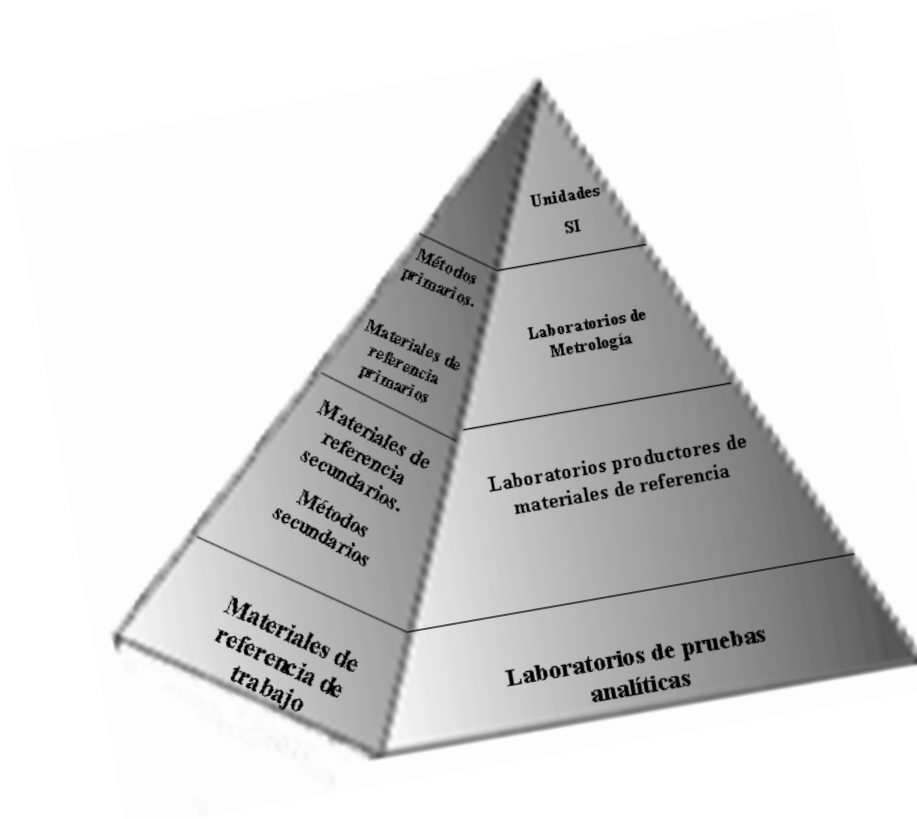 Unidades
SI
Métodos
primarios.
Materiales de
referencia
primarios
Laboratorios de
Metrología
Materiales de
referencia
secundarios.
Métodos
secundarios
Laboratorios productores de
materiales de referencia
Materiales de
referencia de
trabajo
Laboratorios de pruebas
analíticas